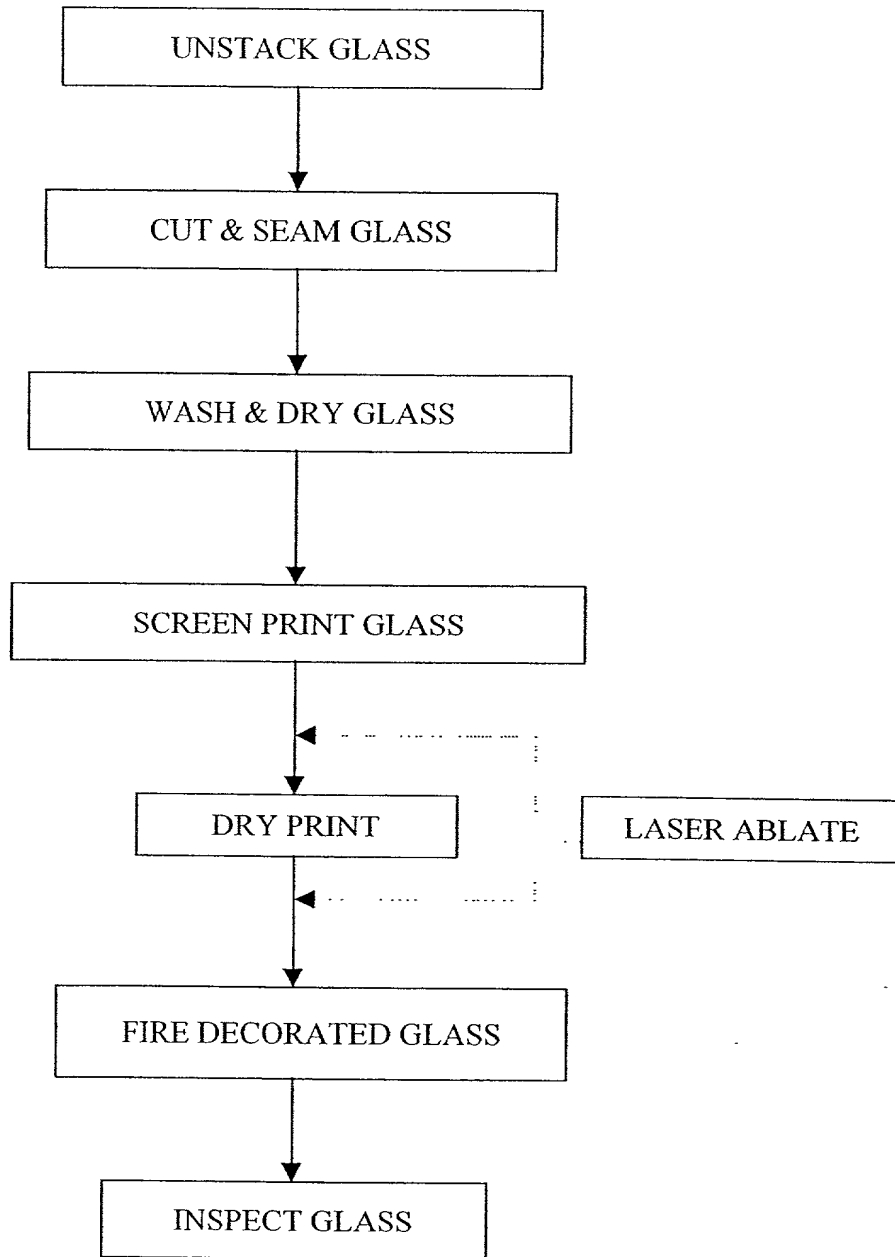 UNSTACK GLASS
CUT & SEAM GLASS
WASH & DRY GLASS
SCREEN PRINT GLASS
DRY PRINT
LASER ABLATE
FIRE DECORATED GLASS
INSPECT GLASS